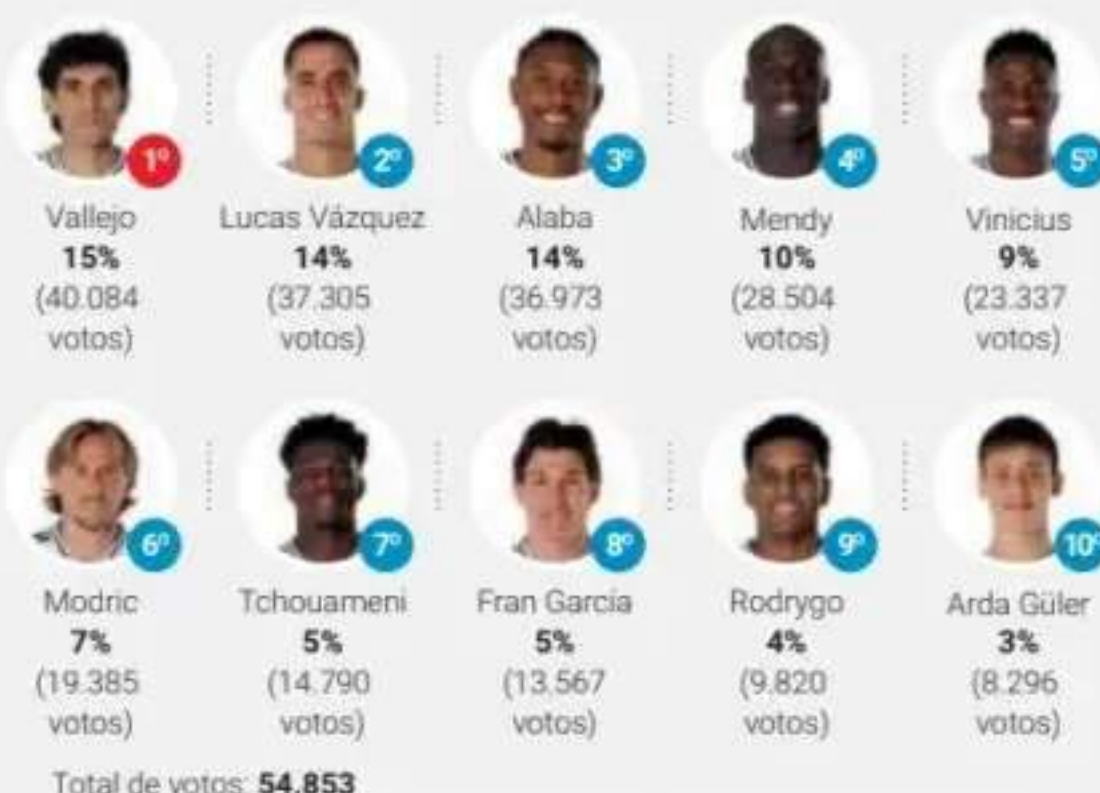 1º
2º
3º
4º
5º
Vallejo
Lucas Vázquez
Alaba
Mendy
Vinicius
15%
14%
14%
10%
9%
(40.084
(37.305
(36.973
(28.504
(23.337
votos)
votos)
votos)
votos)
votos)
6º
7º
8º
9º
10º
Modric
Tchouameni
Fran García
Rodrygo
Arda Güler
7%
5%
5%
4%
3%
(19.385
(14.790
(13.567
(9.820
(8.296
votos)
votos)
votos)
votos)
votos)
Total de votos: 54.853